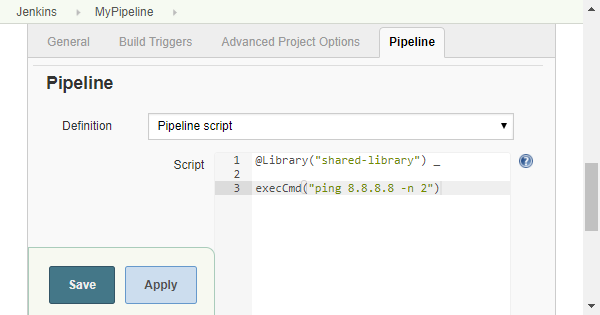 Jenkins MyPipeline
General Build Triggers Advanced Project Options Pipeline
Pipeline
Definition Pipeline script
Script
1 @Library("shared-library") _
2
3 execCmd("ping 8.8.8.8 -n 2")
?
Save Apply